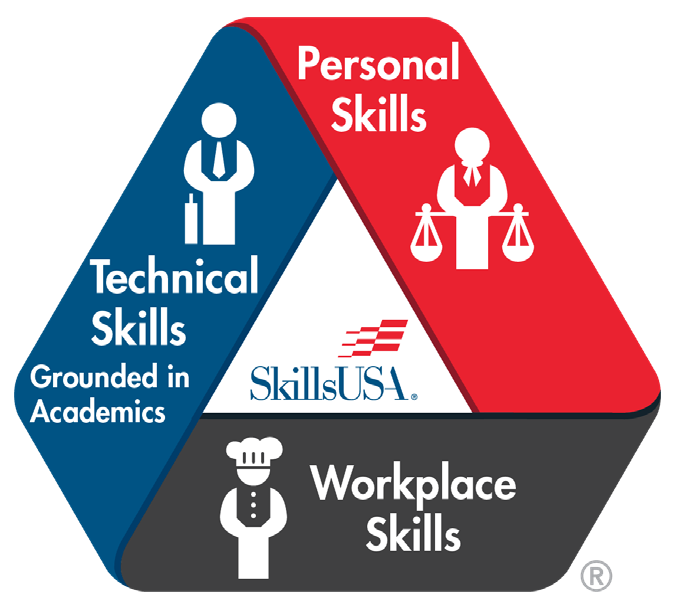 Personal
Skills
Technical
Skills
Grounded in
Academics
SkillsUSA®
Workplace
Skills
®